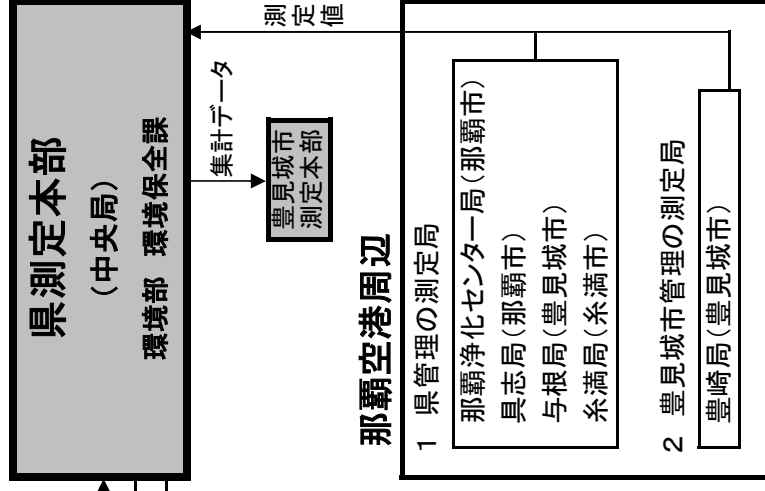 県測定本部
（中央局）
環境部 環境保全課
測定値
集計データ
豊見城市
測定本部
那覇空港周辺
1 県管理の測定局
那覇浄化センター局（那覇市）
具志局（那覇市）
与根局（豊見城市）
糸満局（糸満市）
2 豊見城市管理の測定局
豊崎局（豊見城市）